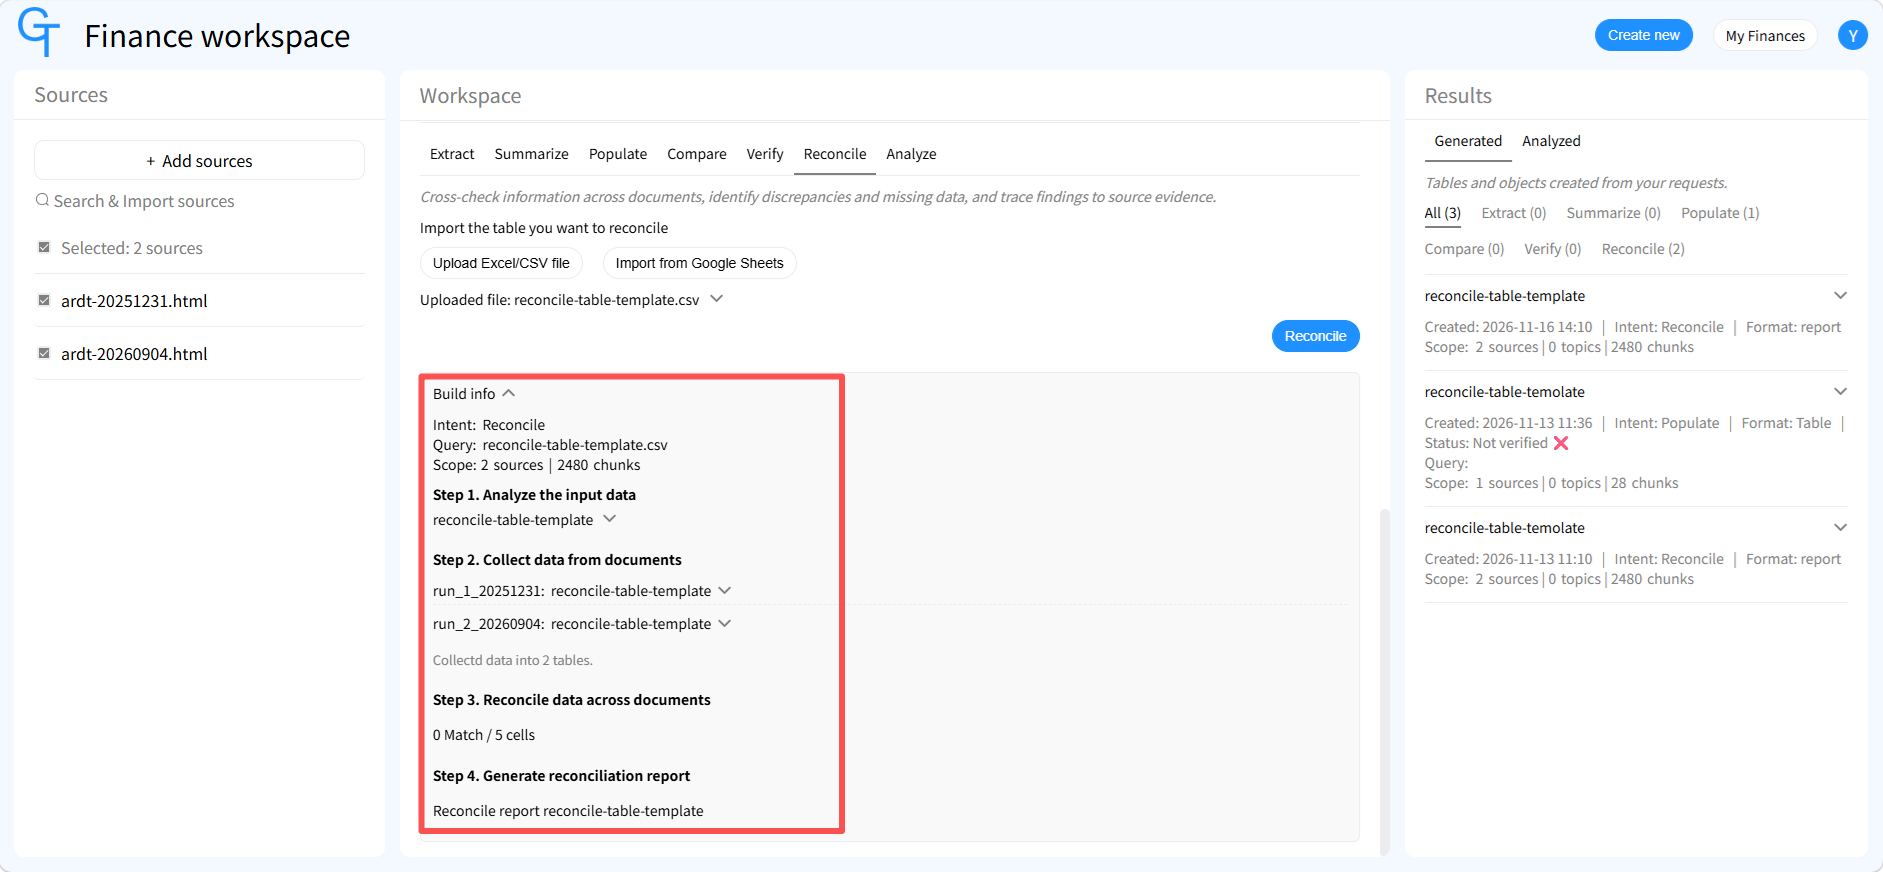 GT
Finance workspace
Create new
My Finances
Y
Sources
+ Add sources
Search & Import sources
Selected: 2 sources
ardt-20251231.html
ardt-20260904.html
Workspace
Extract Summarize Populate Compare Verify Reconcile Analyze
Cross-check information across documents, identify discrepancies and missing data, and trace findings to source evidence.
Import the table you want to reconcile
Upload Excel/CSV file Import from Google Sheets
Uploaded file: reconcile-table-template.csv
Reconcile
Build info
Intent: Reconcile
Query: reconcile-table-template.csv
Scope: 2 sources | 2480 chunks
Step 1. Analyze the input data
reconcile-table-template
Step 2. Collect data from documents
run_1_20251231: reconcile-table-template
run_2_20260904: reconcile-table-template
Collectd data into 2 tables.
Step 3. Reconcile data across documents
0 Match / 5 cells
Step 4. Generate reconciliation report
Reconcile report reconcile-table-template
Results
Generated Analyzed
Tables and objects created from your requests.
All (3) Extract (0) Summarize (0) Populate (1)
Compare (0) Verify (0) Reconcile (2)
reconcile-table-template
Created: 2026-11-16 14:10 | Intent: Reconcile | Format: report
Scope: 2 sources | 0 topics | 2480 chunks
reconcile-table-temolate
Created: 2026-11-13 11:36 | Intent: Populate | Format: Table |
Status: Not verified ❌
Query:
Scope: 1 sources | 0 topics | 28 chunks
reconcile-table-temolate
Created: 2026-11-13 11:10 | Intent: Reconcile | Format: report
Scope: 2 sources | 0 topics | 2480 chunks